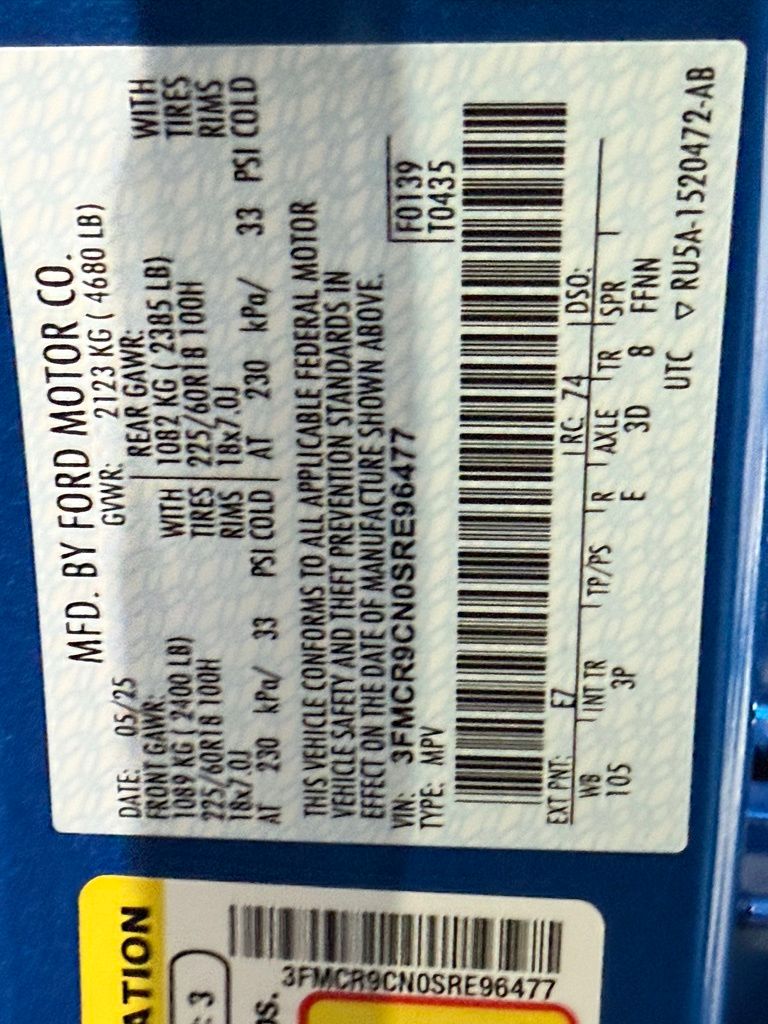 MFD. BY FORD MOTOR CO.
DATE: 05/25 GVWR: 2123 KG ( 4680 LB)
FRONT GAWR: REAR GAWR:
1089 KG ( 2400 LB) WITH 1082 KG ( 2385 LB) WITH
225/60R18 100H TIRES 225/60R18 100H TIRES
18x7.0J RIMS 18x7.0J RIMS
AT 230 kPa/ 33 PSI COLD AT 230 kPa/ 33 PSI COLD
THIS VEHICLE CONFORMS TO ALL APPLICABLE FEDERAL MOTOR
VEHICLE SAFETY AND THEFT PREVENTION STANDARDS IN
EFFECT ON THE DATE OF MANUFACTURE SHOWN ABOVE.
VIN: 3FMCR9CN0SRE96477 F0139
TYPE: MPV T0435
EXT PNT: E7 RC: 74 DSO:
WB INT TR TP/PS R AXLE TR SPR
105 3P E 3D 8 FFNN
UTC ▽ RU5A-1520472-AB
ATION
: 3
OS.
3FMCR9CN0SRE96477